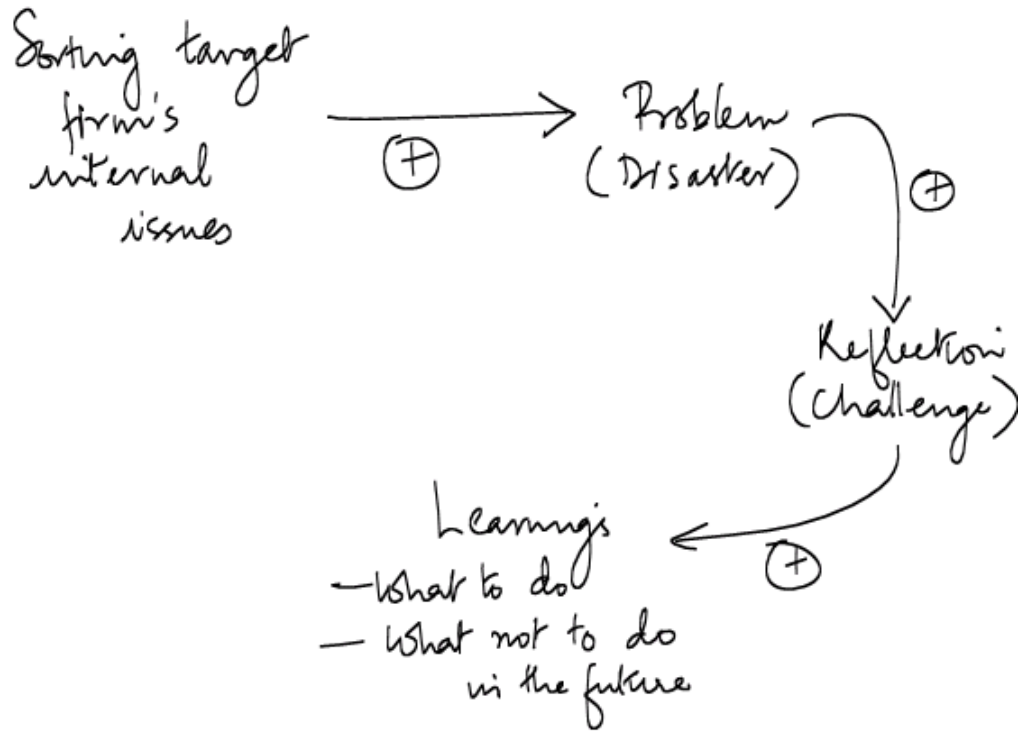 Sorting target
firm's
internal
issues
+
Problem
(Disaster)
+
Reflection
(Challenge)
+
Learnings
- What to do
- What not to do
in the future